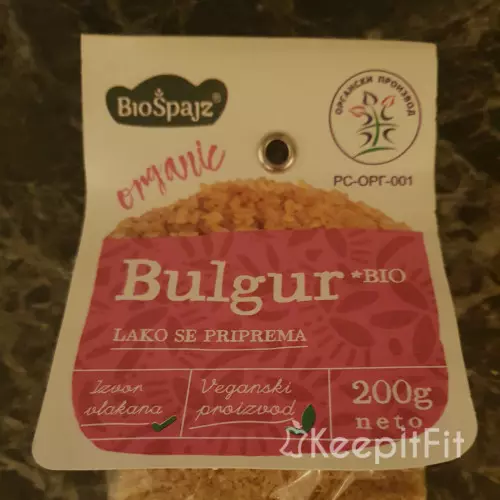 BioŠpajz
organic
ОРГАНСКИ ПРОИЗВОД
РС-ОРГ-001
Bulgur *BIO
LAKO SE PRIPREMA
Izvor
vlakana
Veganski
proizvod
200g
neto
KeepitFit